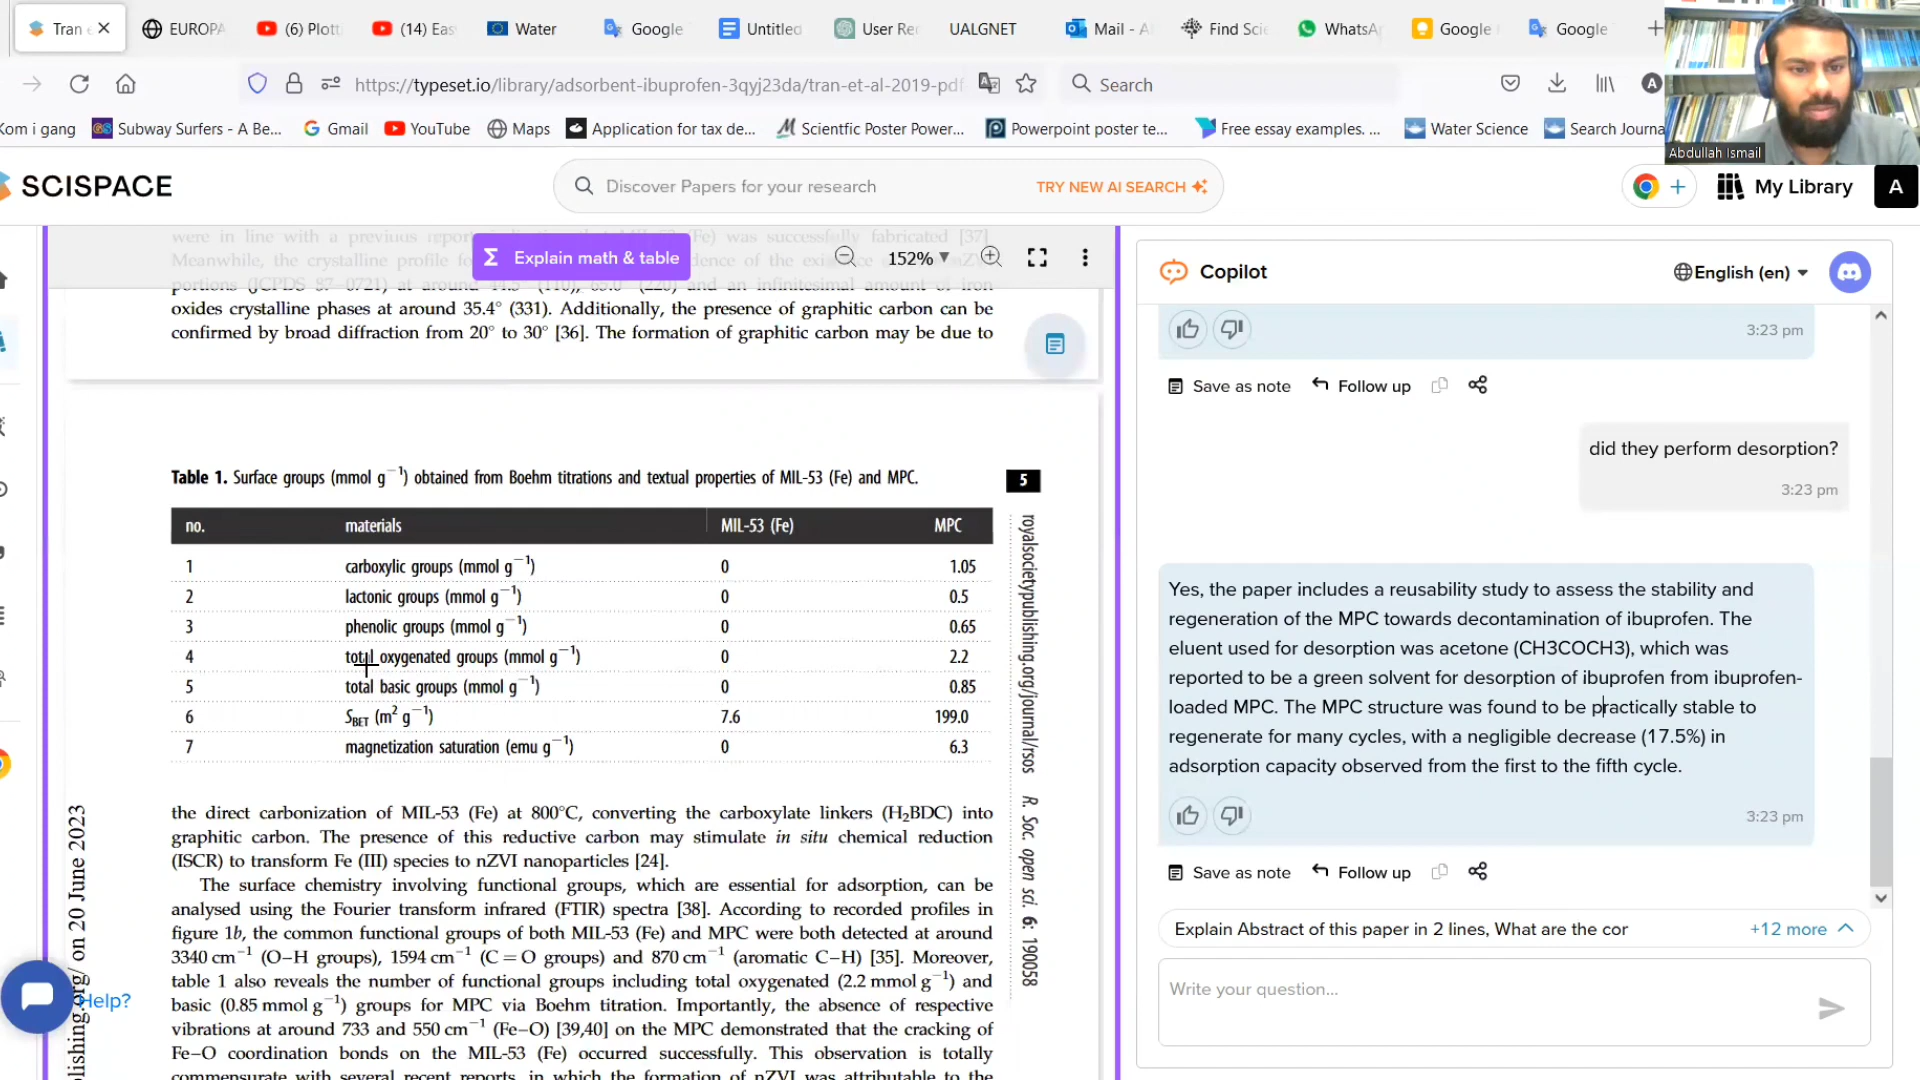 Tran e
EUROPA
(6) Plotti
(14) Eas
Water
Google
Untitled
User Re
UALGNET
Mail - A
Find Scie
WhatsA
Google
Google
https://typeset.io/library/adsorbent-ibuprofen-3qyj23da/tran-et-al-2019-pdf
Search
A
Kom i gang
Subway Surfers - A Be...
Gmail
YouTube
Maps
Application for tax de...
Scientfic Poster Power...
Powerpoint poster te...
Free essay examples. ...
Water Science
Search Journa
Abdullah Ismail
SCISPACE
Discover Papers for your research
TRY NEW AI SEARCH
My Library
A
Explain math & table
152%
oxides crystalline phases at around 35.4° (331). Additionally, the presence of graphitic carbon can be
confirmed by broad diffraction from 20° to 30° [36]. The formation of graphitic carbon may be due to
Table 1. Surface groups (mmol g⁻¹) obtained from Boehm titrations and textual properties of MIL-53 (Fe) and MPC.
no. materials MIL-53 (Fe) MPC
1 carboxylic groups (mmol g⁻¹) 0 1.05
2 lactonic groups (mmol g⁻¹) 0 0.5
3 phenolic groups (mmol g⁻¹) 0 0.65
4 total oxygenated groups (mmol g⁻¹) 0 2.2
5 total basic groups (mmol g⁻¹) 0 0.85
6 S_BET (m² g⁻¹) 7.6 199.0
7 magnetization saturation (emu g⁻¹) 0 6.3
the direct carbonization of MIL-53 (Fe) at 800°C, converting the carboxylate linkers (H₂BDC) into
graphitic carbon. The presence of this reductive carbon may stimulate in situ chemical reduction
(ISCR) to transform Fe (III) species to nZVI nanoparticles [24].
The surface chemistry involving functional groups, which are essential for adsorption, can be
analysed using the Fourier transform infrared (FTIR) spectra [38]. According to recorded profiles in
figure 1b, the common functional groups of both MIL-53 (Fe) and MPC were both detected at around
3340 cm⁻¹ (O–H groups), 1594 cm⁻¹ (C=O groups) and 870 cm⁻¹ (aromatic C–H) [35]. Moreover,
table 1 also reveals the number of functional groups including total oxygenated (2.2 mmol g⁻¹) and
basic (0.85 mmol g⁻¹) groups for MPC via Boehm titration. Importantly, the absence of respective
vibrations at around 733 and 550 cm⁻¹ (Fe–O) [39,40] on the MPC demonstrated that the cracking of
Fe–O coordination bonds on the MIL-53 (Fe) occurred successfully. This observation is totally
commensurate with several recent reports, in which the formation of nZVI was attributable to the
5
royalsocietypublishing.org/journal/rsos R. Soc. open sci. 6: 190058
blishing.org/ on 20 June 2023
Help?
Copilot
English (en)
3:23 pm
Save as note
Follow up
did they perform desorption?
3:23 pm
Yes, the paper includes a reusability study to assess the stability and
regeneration of the MPC towards decontamination of ibuprofen. The
eluent used for desorption was acetone (CH3COCH3), which was
reported to be a green solvent for desorption of ibuprofen from ibuprofen-
loaded MPC. The MPC structure was found to be practically stable to
regenerate for many cycles, with a negligible decrease (17.5%) in
adsorption capacity observed from the first to the fifth cycle.
3:23 pm
Save as note
Follow up
Explain Abstract of this paper in 2 lines, What are the cor
+12 more
Write your question...